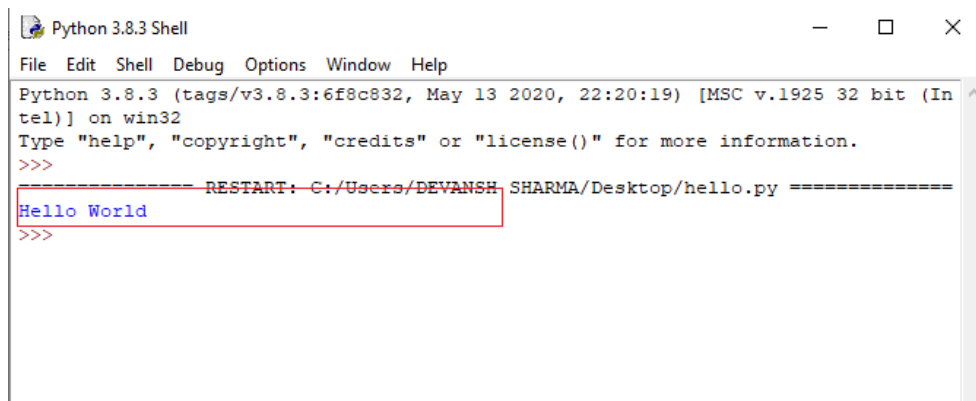 Python 3.8.3 Shell
File Edit Shell Debug Options Window Help
Python 3.8.3 (tags/v3.8.3:6f8c832, May 13 2020, 22:20:19) [MSC v.1925 32 bit (In
tel)] on win32
Type "help", "copyright", "credits" or "license()" for more information.
>>>
=============== RESTART: C:/Users/DEVANSH SHARMA/Desktop/hello.py ==============
Hello World
>>>